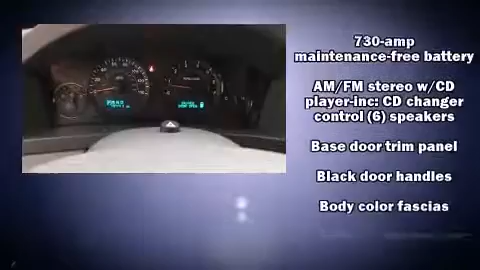 730-amp
maintenance-free battery
AM/FM stereo w/CD
player-inc: CD changer
control (6) speakers
Base door trim panel
Black door handles
Body color fascias